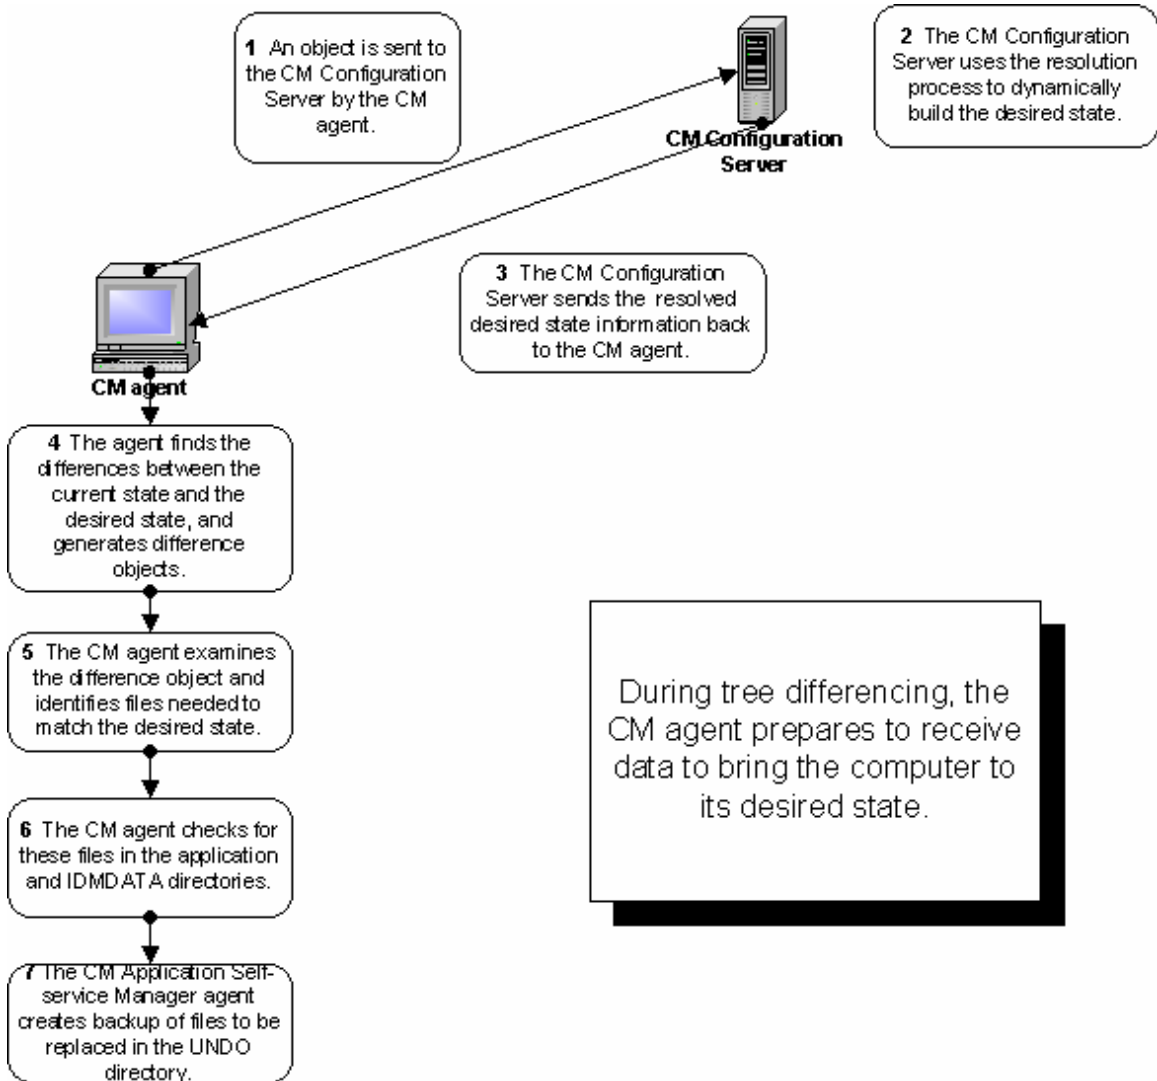 1 An object is sent to
the CM Configuration
Server by the CM
agent.
2 The CM Configuration
Server uses the resolution
process to dynamically
build the desired state.
CM Configuration
Server
3 The CM Configuration
Server sends the resolved
desired state information back
to the CM agent.
CM agent
4 The agent finds the
differences between the
current state and the
desired state, and
generates difference
objects.
5 The CM agent examines
the difference object and
identifies files needed to
match the desired state.
6 The CM agent checks for
these files in the application
and IDMDATA directories.
7 The CM Application Self-
service Manager agent
creates backup of files to be
replaced in the UNDO
directory.
During tree differencing, the
CM agent prepares to receive
data to bring the computer to
its desired state.